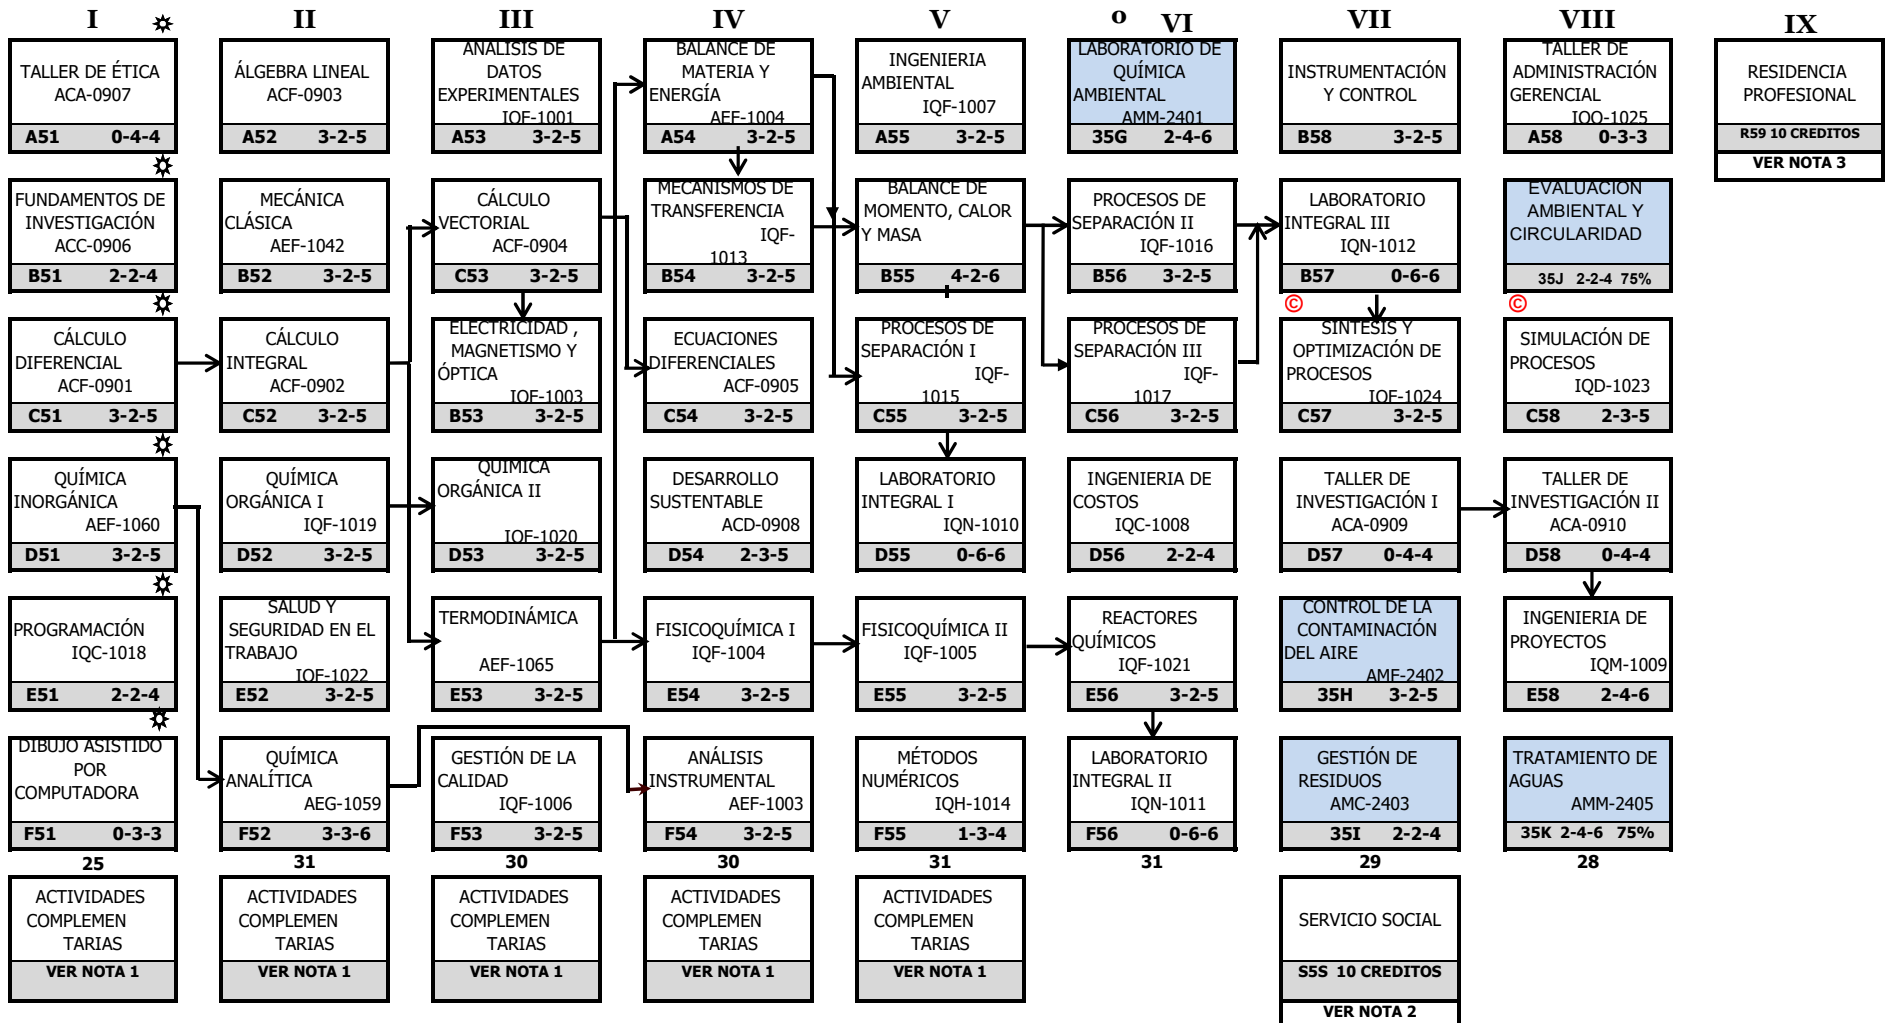 I
II
III
IV
V
o VI
VII
VIII
IX
TALLER DE ÉTICA
ACA-0907
A51 0-4-4
FUNDAMENTOS DE
INVESTIGACIÓN
ACC-0906
B51 2-2-4
CÁLCULO
DIFERENCIAL
ACF-0901
C51 3-2-5
QUÍMICA
INORGÁNICA
AEF-1060
D51 3-2-5
PROGRAMACIÓN
IQC-1018
E51 2-2-4
DIBUJO ASISTIDO
POR
COMPUTADORA
F51 0-3-3
25
ACTIVIDADES
COMPLEMEN
TARIAS
VER NOTA 1
ÁLGEBRA LINEAL
ACF-0903
A52 3-2-5
MECÁNICA
CLÁSICA
AEF-1042
B52 3-2-5
CÁLCULO
INTEGRAL
ACF-0902
C52 3-2-5
QUÍMICA
ORGÁNICA I
IQF-1019
D52 3-2-5
SALUD Y
SEGURIDAD EN EL
TRABAJO
IQF-1022
E52 3-2-5
QUÍMICA
ANALÍTICA
AEG-1059
F52 3-3-6
31
ACTIVIDADES
COMPLEMEN
TARIAS
VER NOTA 1
ANALISIS DE
DATOS
EXPERIMENTALES
IQF-1001
A53 3-2-5
CÁLCULO
VECTORIAL
ACF-0904
C53 3-2-5
ELECTRICIDAD ,
MAGNETISMO Y
ÓPTICA
IQF-1003
B53 3-2-5
QUIMICA
ORGÁNICA II
IQF-1020
D53 3-2-5
TERMODINÁMICA
AEF-1065
E53 3-2-5
GESTIÓN DE LA
CALIDAD
IQF-1006
F53 3-2-5
30
ACTIVIDADES
COMPLEMEN
TARIAS
VER NOTA 1
BALANCE DE
MATERIA Y
ENERGÍA
AEF-1004
A54 3-2-5
MECANISMOS DE
TRANSFERENCIA
IQF-
1013
B54 3-2-5
ECUACIONES
DIFERENCIALES
ACF-0905
C54 3-2-5
DESARROLLO
SUSTENTABLE
ACD-0908
D54 2-3-5
FISICOQUÍMICA I
IQF-1004
E54 3-2-5
ANÁLISIS
INSTRUMENTAL
AEF-1003
F54 3-2-5
30
ACTIVIDADES
COMPLEMEN
TARIAS
VER NOTA 1
INGENIERIA
AMBIENTAL
IQF-1007
A55 3-2-5
BALANCE DE
MOMENTO, CALOR
Y MASA
B55 4-2-6
PROCESOS DE
SEPARACIÓN I
IQF-
1015
C55 3-2-5
LABORATORIO
INTEGRAL I
IQN-1010
D55 0-6-6
FISICOQUÍMICA II
IQF-1005
E55 3-2-5
MÉTODOS
NUMÉRICOS
IQH-1014
F55 1-3-4
31
ACTIVIDADES
COMPLEMEN
TARIAS
VER NOTA 1
LABORATORIO DE
QUÍMICA
AMBIENTAL
AMM-2401
35G 2-4-6
PROCESOS DE
SEPARACIÓN II
IQF-1016
B56 3-2-5
PROCESOS DE
SEPARACIÓN III
IQF-
1017
C56 3-2-5
INGENIERIA DE
COSTOS
IQC-1008
D56 2-2-4
REACTORES
QUÍMICOS
IQF-1021
E56 3-2-5
LABORATORIO
INTEGRAL II
IQN-1011
F56 0-6-6
31
INSTRUMENTACIÓN
Y CONTROL
B58 3-2-5
LABORATORIO
INTEGRAL III
IQN-1012
B57 0-6-6
©
SINTESIS Y
OPTIMIZACIÓN DE
PROCESOS
IQF-1024
C57 3-2-5
TALLER DE
INVESTIGACIÓN I
ACA-0909
D57 0-4-4
CONTROL DE LA
CONTAMINACIÓN
DEL AIRE
AMF-2402
35H 3-2-5
GESTIÓN DE
RESIDUOS
AMC-2403
35I 2-2-4
29
SERVICIO SOCIAL
S5S 10 CREDITOS
VER NOTA 2
TALLER DE
ADMINISTRACIÓN
GERENCIAL
IQO-1025
A58 0-3-3
EVALUACIÓN
AMBIENTAL Y
CIRCULARIDAD
35J 2-2-4 75%
©
SIMULACIÓN DE
PROCESOS
IQD-1023
C58 2-3-5
TALLER DE
INVESTIGACIÓN II
ACA-0910
D58 0-4-4
INGENIERIA DE
PROYECTOS
IQM-1009
E58 2-4-6
TRATAMIENTO DE
AGUAS
AMM-2405
35K 2-4-6 75%
28
RESIDENCIA
PROFESIONAL
R59 10 CREDITOS
VER NOTA 3